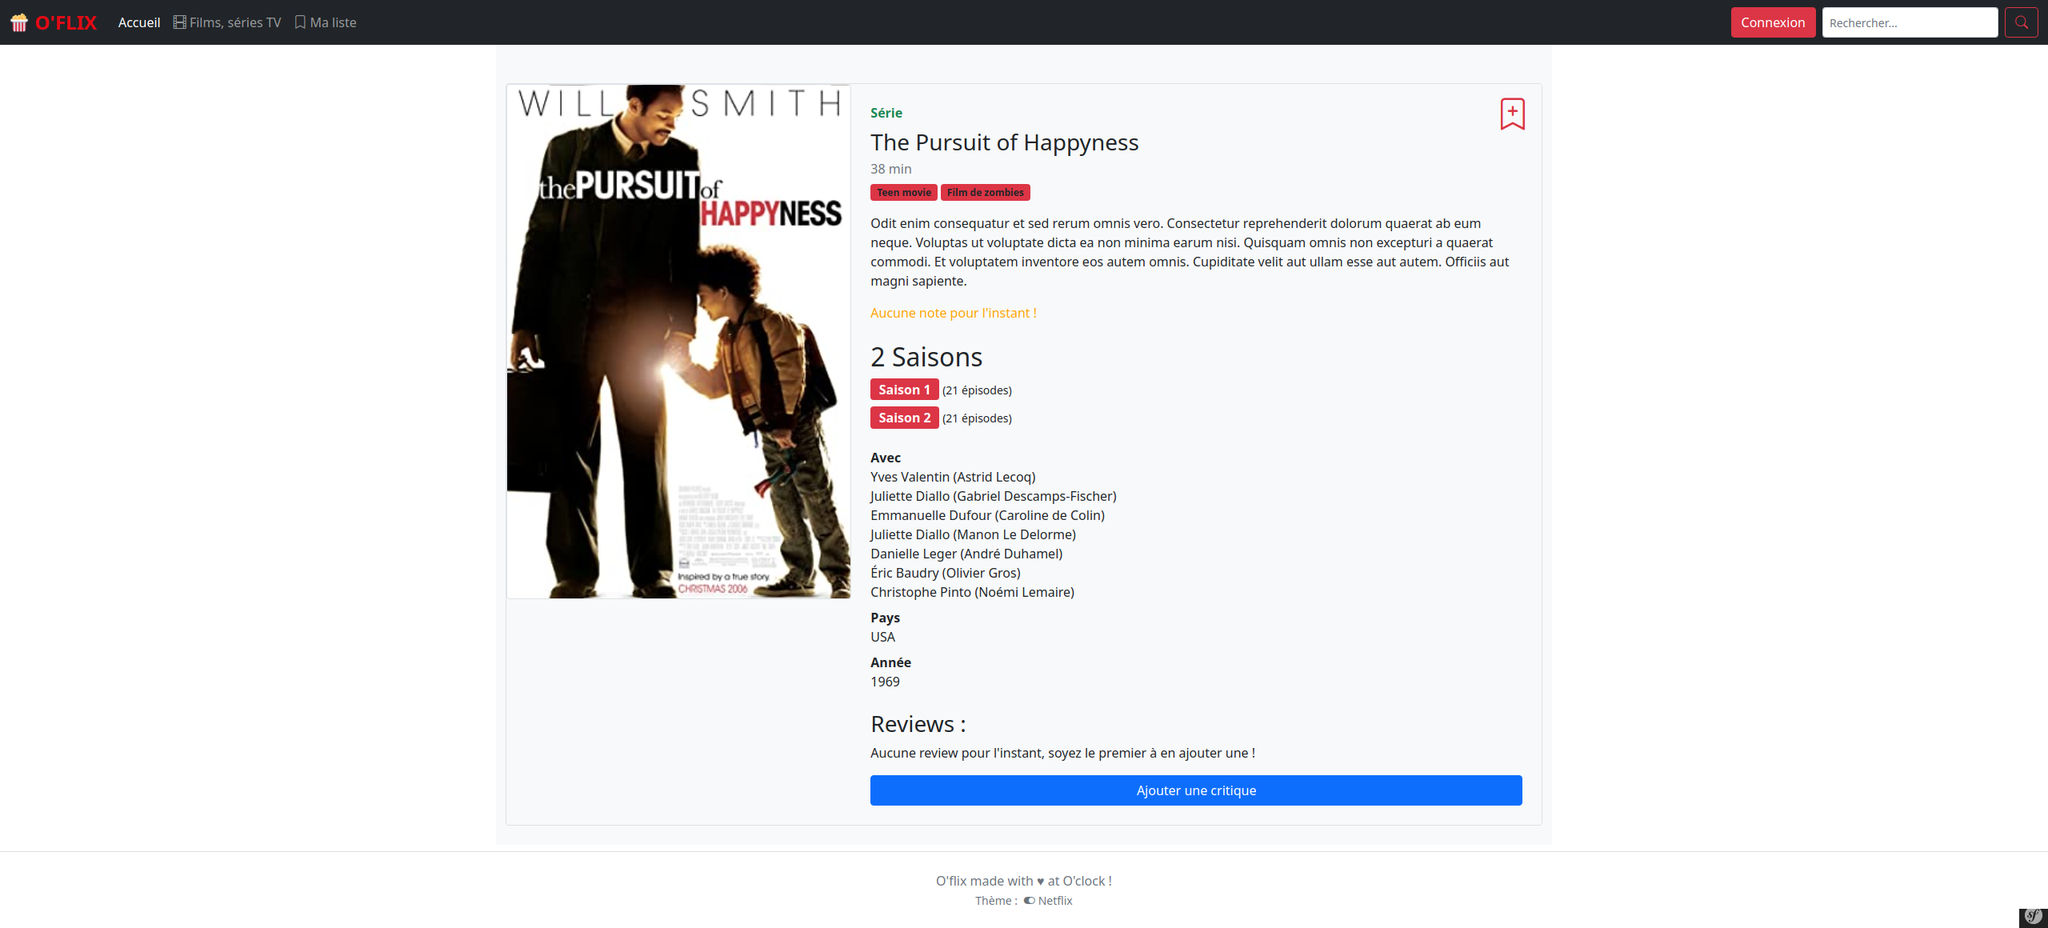 O'FLIX Accueil Films, séries TV Ma liste Connexion Rechercher...
WILL SMITH
the PURSUIT of
HAPPYNESS
Inspired by a true story
CHRISTMAS 2006
Série
The Pursuit of Happyness
38 min
Teen movie Film de zombies
Odit enim consequatur et sed rerum omnis vero. Consectetur reprehenderit dolorum quaerat ab eum
neque. Voluptas ut voluptate dicta ea non minima earum nisi. Quisquam omnis non excepturi a quaerat
commodi. Et voluptatem inventore eos autem omnis. Cupiditate velit aut ullam esse aut autem. Officiis aut
magni sapiente.
Aucune note pour l'instant !
2 Saisons
Saison 1 (21 épisodes)
Saison 2 (21 épisodes)
Avec
Yves Valentin (Astrid Lecoq)
Juliette Diallo (Gabriel Descamps-Fischer)
Emmanuelle Dufour (Caroline de Colin)
Juliette Diallo (Manon Le Delorme)
Danielle Leger (André Duhamel)
Éric Baudry (Olivier Gros)
Christophe Pinto (Noémi Lemaire)
Pays
USA
Année
1969
Reviews :
Aucune review pour l'instant, soyez le premier à en ajouter une !
Ajouter une critique
O'flix made with ♥ at O'clock !
Thème : Netflix
sf